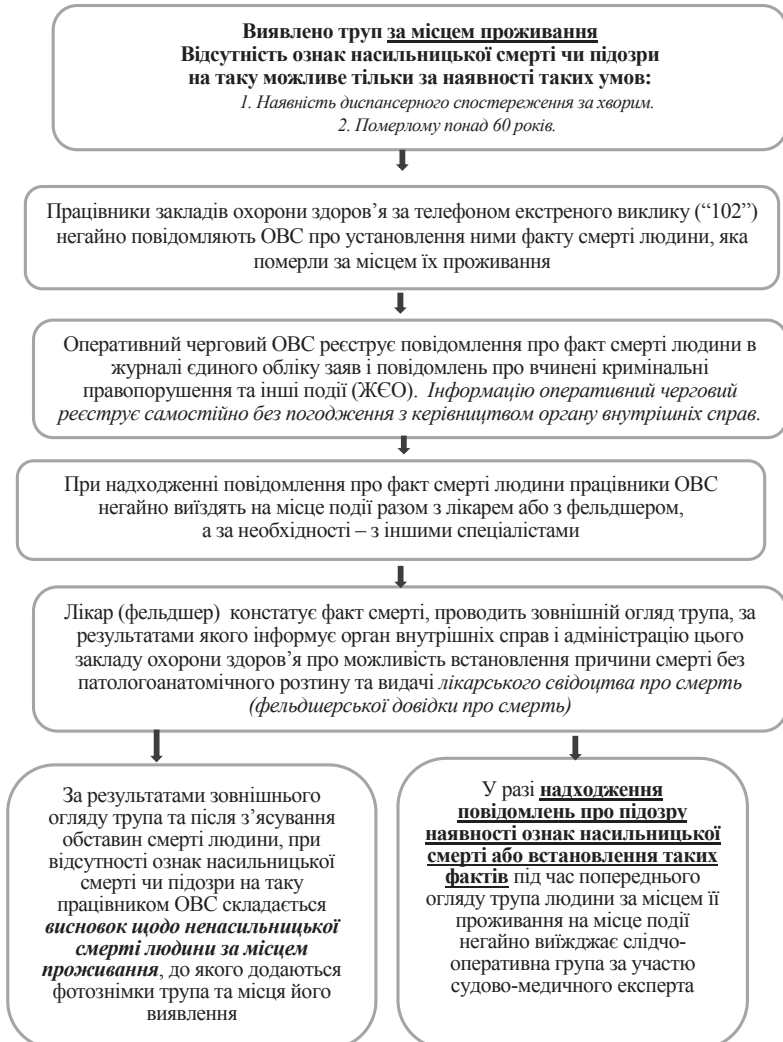 Виявлено труп за місцем проживання
Відсутність ознак насильницької смерті чи підозри
на таку можливе тільки за наявності таких умов:
1. Наявність диспансерного спостереження за хворим.
2. Померлому понад 60 років.
Працівники закладів охорони здоров’я за телефоном екстреного виклику (“102”)
негайно повідомляють ОВС про установлення ними факту смерті людини, яка
померли за місцем їх проживання
Оперативний черговий ОВС реєструє повідомлення про факт смерті людини в
журналі єдиного обліку заяв і повідомлень про вчинені кримінальні
правопорушення та інші події (ЖЄО). Інформацію оперативний черговий
реєструє самостійно без погодження з керівництвом органу внутрішніх справ.
При надходженні повідомлення про факт смерті людини працівники ОВС
негайно виїздять на місце події разом з лікарем або з фельдшером,
а за необхідності – з іншими спеціалістами
Лікар (фельдшер) констатує факт смерті, проводить зовнішній огляд трупа, за
результатами якого інформує орган внутрішніх справ і адміністрацію цього
закладу охорони здоров’я про можливість встановлення причини смерті без
патологоанатомічного розтину та видачі лікарського свідоцтва про смерть
(фельдшерської довідки про смерть)
За результатами зовнішнього
огляду трупа та після з’ясування
обставин смерті людини, при
відсутності ознак насильницької
смерті чи підозри на таку
працівником ОВС складається
висновок щодо ненасильницької
смерті людини за місцем
проживання, до якого додаються
фотознімки трупа та місця його
виявлення
У разі надходження
повідомлень про підозру
наявності ознак насильницької
смерті або встановлення таких
фактів під час попереднього
огляду трупа людини за місцем її
проживання на місце події
негайно виїжджає слідчо-
оперативна група за участю
судово-медичного експерта